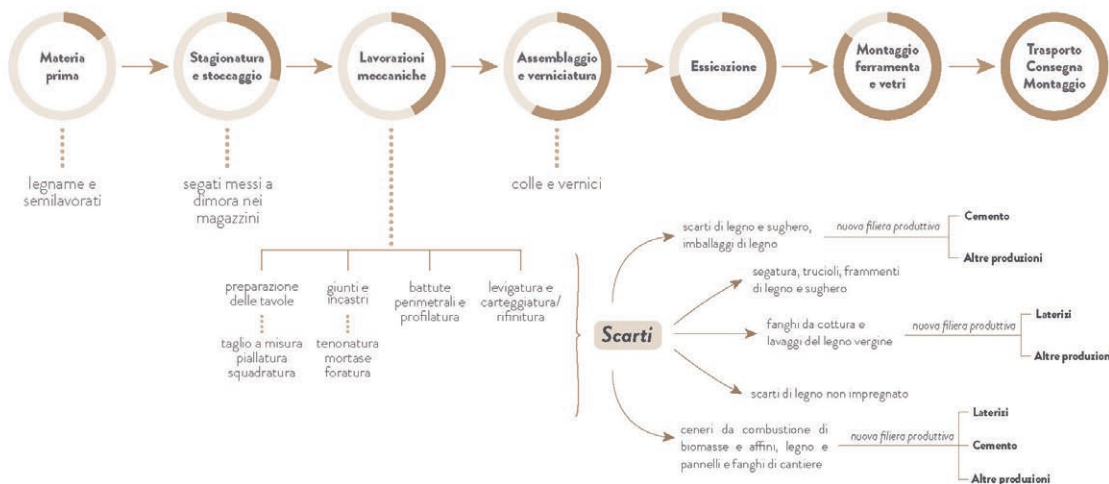 Materia
prima
Stagionatura
e stoccaggio
Lavorazioni
meccaniche
Assemblaggio
e verniciatura
Essicazione
Montaggio
ferramenta
e vetri
Trasporto
Consegna
Montaggio
legname e
semilavorati
segati messi a
dimora nei
magazzini
colle e vernici
preparazione
delle tavole
giunti e
incastri
battute
perimetrali e
profilatura
levigatura e
carteggiatura/
rifinitura
taglio a misura
piallatura
squadratura
tenonatura
mortase
foratura
Scarti
scarti di legno e sughero,
imballaggi di legno
nuova filiera produttiva
Cemento
Altre produzioni
segatura, trucioli, frammenti
di legno e sughero
fanghi da cottura e
lavaggi del legno vergine
nuova filiera produttiva
Laterizi
Altre produzion
scarti di legno non impregnato
ceneri da combustione di
biomasse e affini, legno e
pannelli e fanghi di cantiere
nuova filiera produttiva
Laterizi
Cemento
Altre produzioni